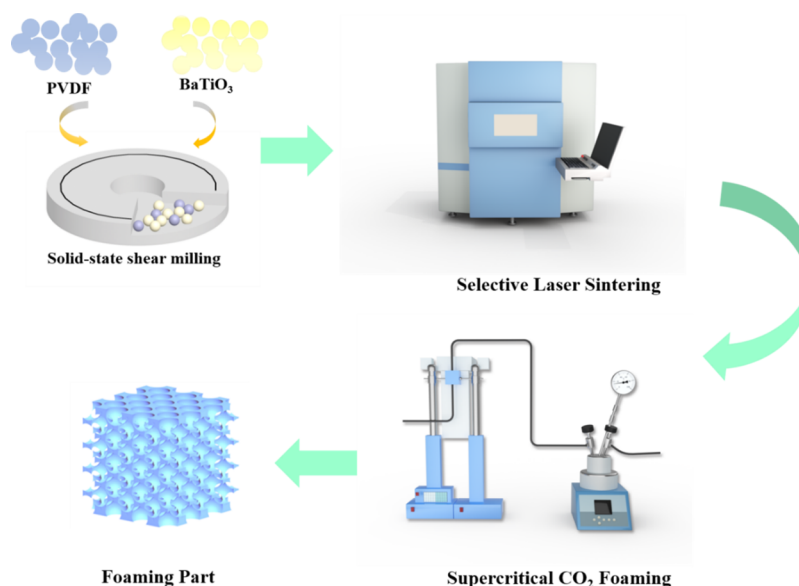 PVDF
BaTiO₃
Solid-state shear milling
Selective Laser Sintering
Foaming Part
Supercritical CO₂ Foaming